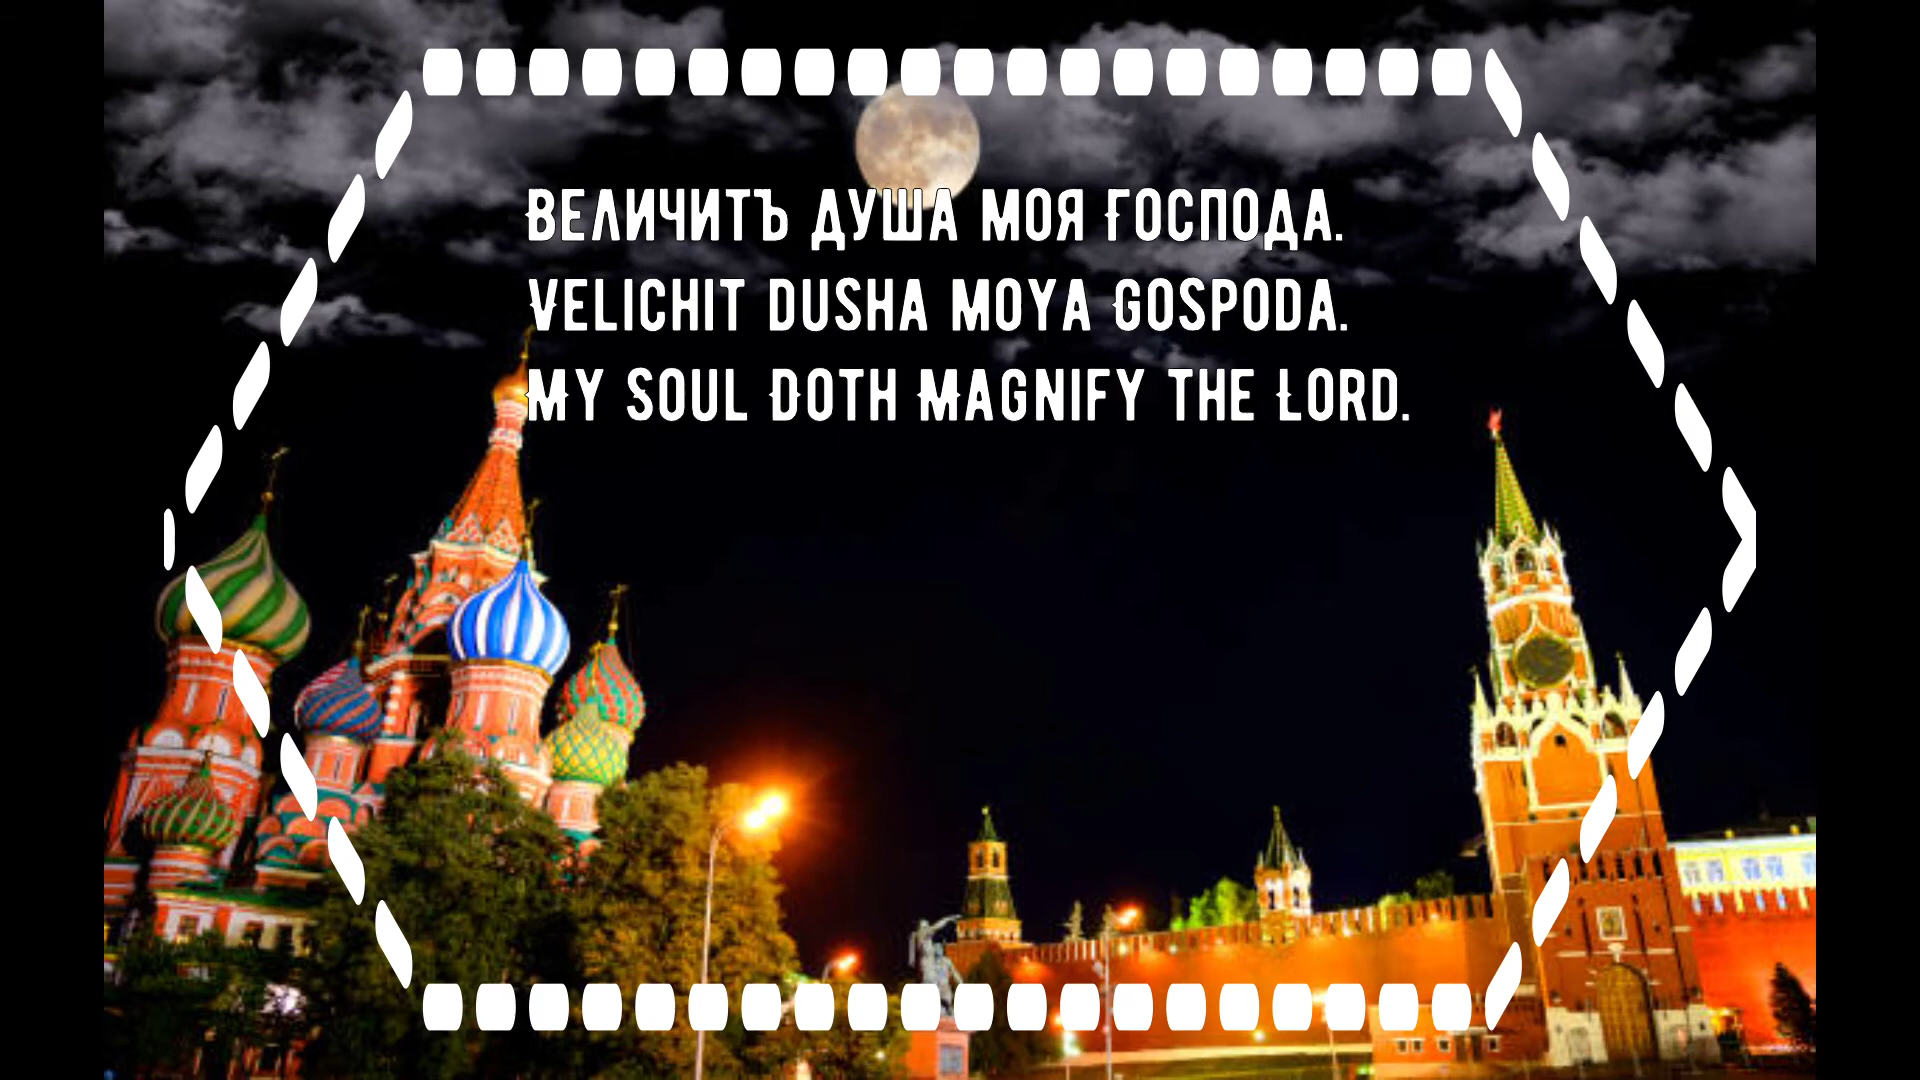 Величитъ душа моя Господа.
Velichit dusha moya Gospoda.
My Soul Doth Magnify the Lord.